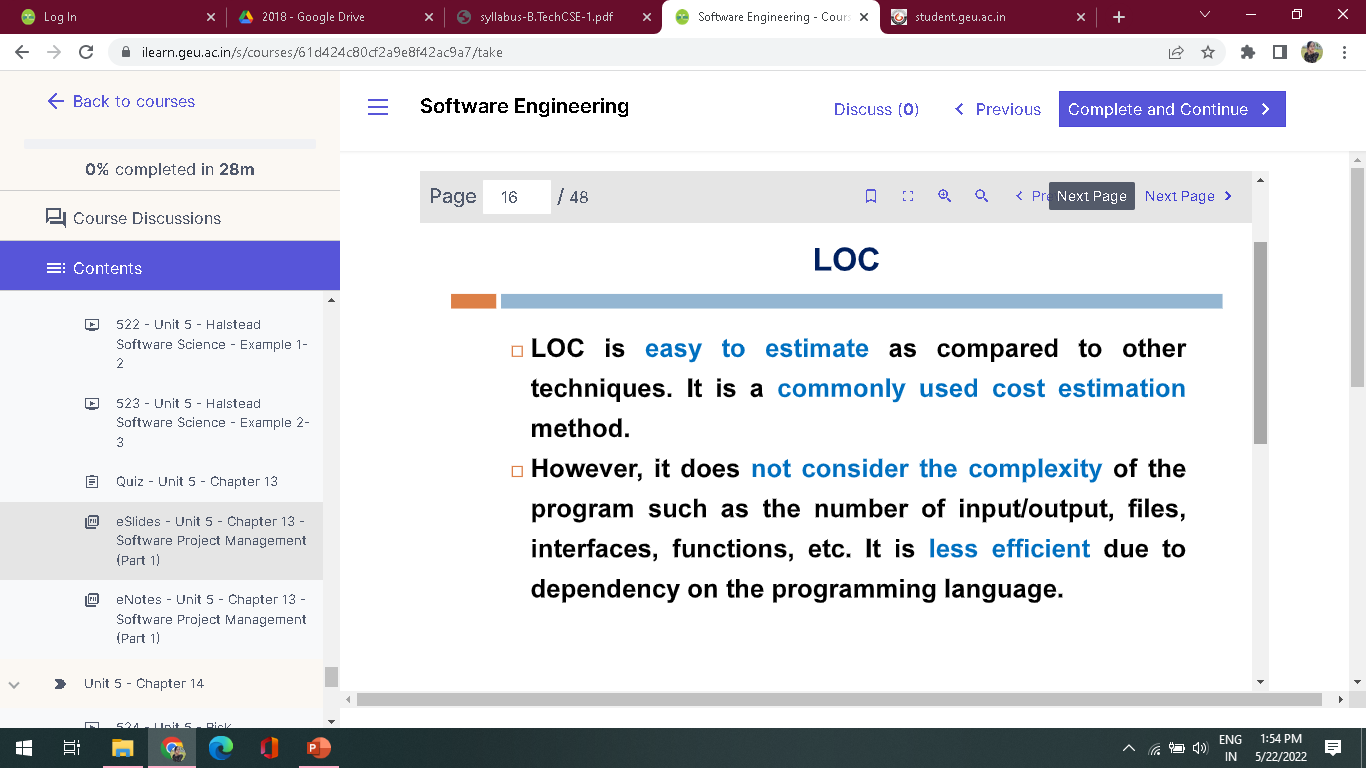 Log In
2018 - Google Drive
syllabus-B.TechCSE-1.pdf
Software Engineering - Cour
student.geu.ac.in
ilearn.geu.ac.in/s/courses/61d424c80cf2a9e8f42ac9a7/take
Back to courses
0% completed in 28m
Course Discussions
Contents
522 - Unit 5 - Halstead
Software Science - Example 1-
2
523 - Unit 5 - Halstead
Software Science - Example 2-
3
Quiz - Unit 5 - Chapter 13
eSlides - Unit 5 - Chapter 13 -
Software Project Management
(Part 1)
eNotes - Unit 5 - Chapter 13 -
Software Project Management
(Part 1)
Unit 5 - Chapter 14
524 - Unit 5 - Risk
Software Engineering
Discuss (0)
Previous
Complete and Continue
Page 16 / 48
Pre
Next Page
Next Page
LOC
LOC is easy to estimate as compared to other
techniques. It is a commonly used cost estimation
method.
However, it does not consider the complexity of the
program such as the number of input/output, files,
interfaces, functions, etc. It is less efficient due to
dependency on the programming language.
ENG
IN
1:54 PM
5/22/2022